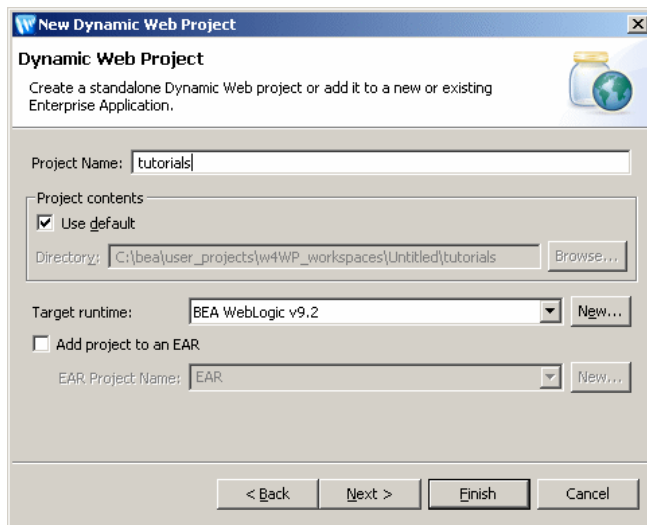 New Dynamic Web Project
Dynamic Web Project
Create a standalone Dynamic Web project or add it to a new or existing
Enterprise Application.
Project Name: tutorials
Project contents
Use default
Directory: C:\bea\user_projects\w4WP_workspaces\Untitled\tutorials Browse...
Target runtime: BEA WebLogic v9.2 New...
Add project to an EAR
EAR Project Name: EAR New...
< Back Next > Finish Cancel